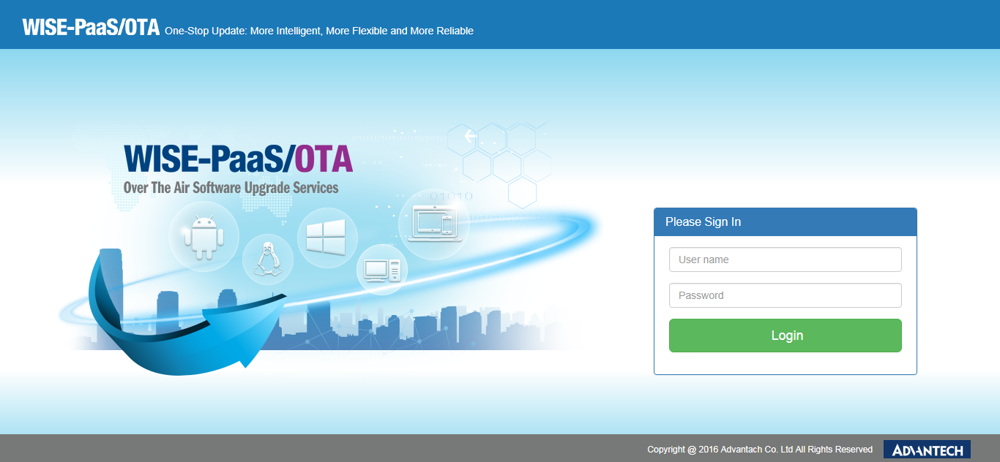 WISE-PaaS/OTA One-Stop Update: More Intelligent, More Flexible and More Reliable
WISE-PaaS/OTA
Over The Air Software Upgrade Services
01010
Please Sign In
User name
Password
Login
Copyright @ 2016 Advantach Co. Ltd All Rights Reserved ADVANTECH